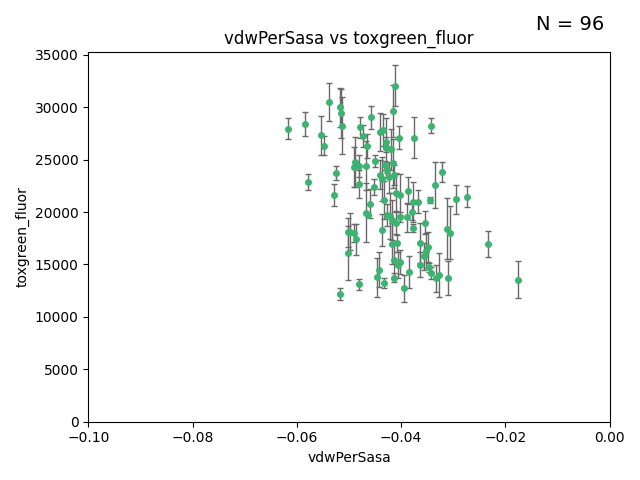 N = 96
vdwPerSasa vs toxgreen_fluor
35000
30000
25000
20000
15000
10000
5000
0
toxgreen_fluor
−0.10 −0.08 −0.06 −0.04 −0.02 0.00
vdwPerSasa